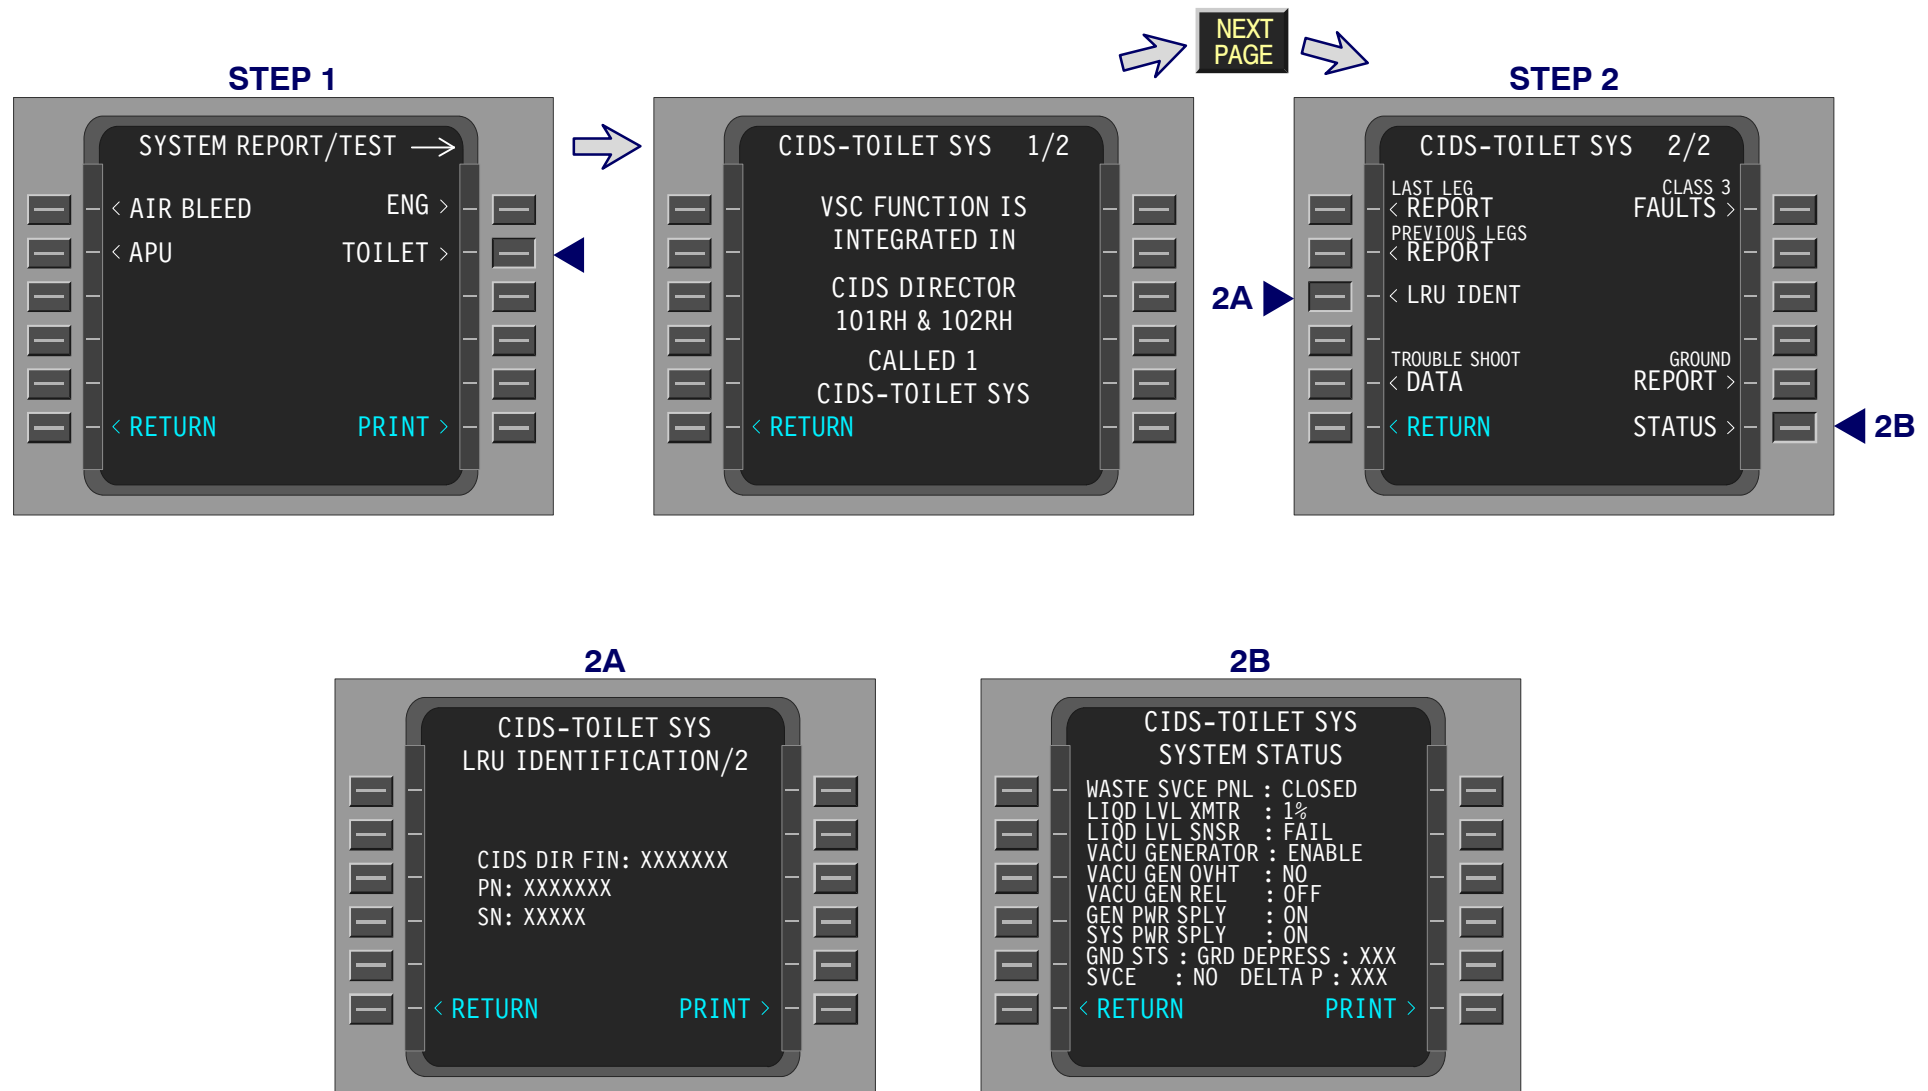 NEXT
PAGE
STEP 1
STEP 2
SYSTEM REPORT/TEST →
< AIR BLEED ENG >
< APU TOILET >
< RETURN PRINT >
CIDS-TOILET SYS 1/2
VSC FUNCTION IS
INTEGRATED IN
CIDS DIRECTOR
101RH & 102RH
CALLED 1
CIDS-TOILET SYS
< RETURN
CIDS-TOILET SYS 2/2
LAST LEG CLASS 3
< REPORT FAULTS >
PREVIOUS LEGS
< REPORT
2A
< LRU IDENT
TROUBLE SHOOT GROUND
< DATA REPORT >
< RETURN STATUS >
2B
2A
CIDS-TOILET SYS
LRU IDENTIFICATION/2
CIDS DIR FIN: XXXXXXX
PN: XXXXXXX
SN: XXXXX
< RETURN PRINT >
2B
CIDS-TOILET SYS
SYSTEM STATUS
WASTE SVCE PNL : CLOSED
LIQD LVL XMTR : 1%
LIQD LVL SNSR : FAIL
VACU GENERATOR : ENABLE
VACU GEN OVHT : NO
VACU GEN REL : OFF
GEN PWR SPLY : ON
SYS PWR SPLY : ON
GND STS : GRD DEPRESS : XXX
SVCE : NO DELTA P : XXX
< RETURN PRINT >